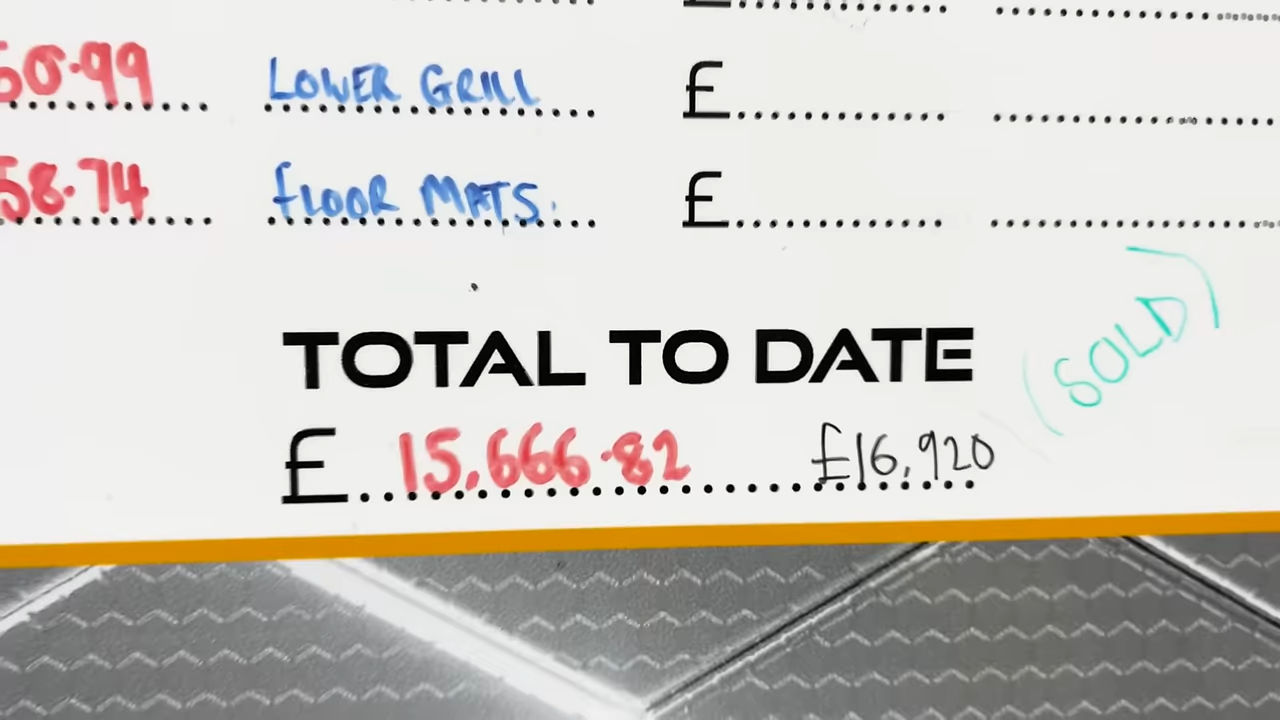 £
50.99 LOWER GRILL £
58.74 FLOOR MATS. £
TOTAL TO DATE
(SOLD)
£ 15,666.82 £16,920